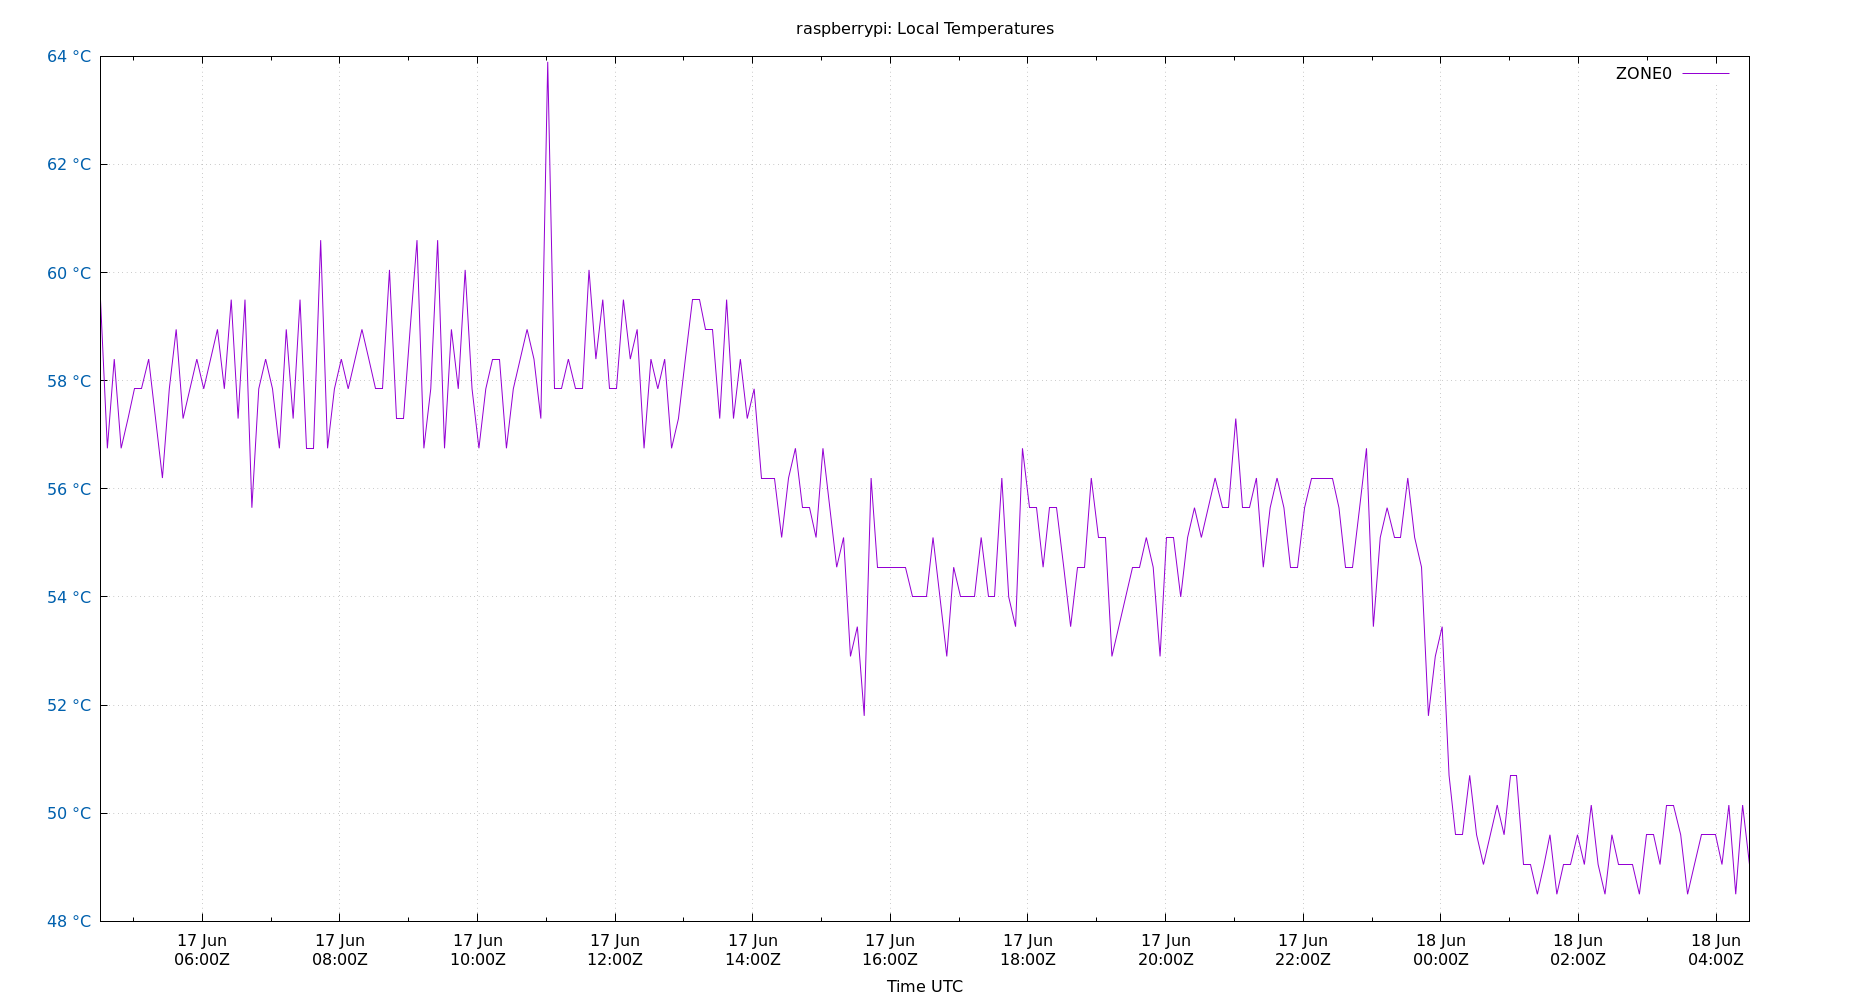 raspberrypi: Local Temperatures
ZONE0
64 °C
62 °C
60 °C
58 °C
56 °C
54 °C
52 °C
50 °C
48 °C
17 Jun 17 Jun 17 Jun 17 Jun 17 Jun 17 Jun 17 Jun 17 Jun 17 Jun 18 Jun 18 Jun 18 Jun
06:00Z 08:00Z 10:00Z 12:00Z 14:00Z 16:00Z 18:00Z 20:00Z 22:00Z 00:00Z 02:00Z 04:00Z
Time UTC